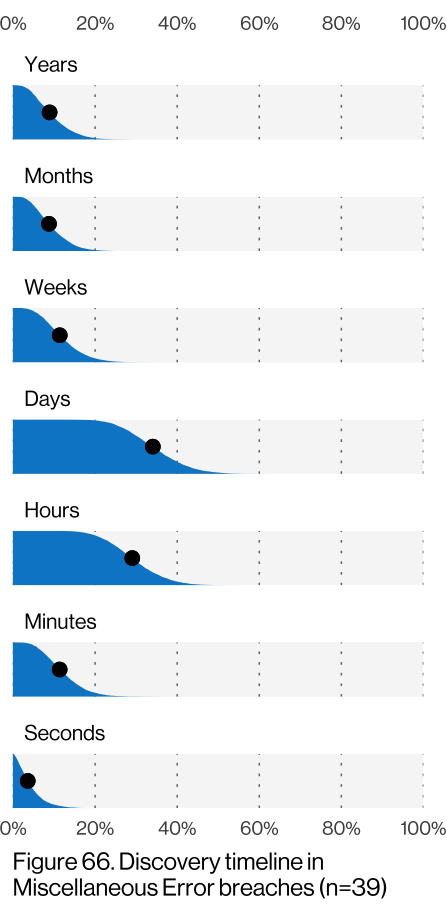 0% 20% 40% 60% 80% 100%
Years
Months
Weeks
Days
Hours
Minutes
Seconds
0% 20% 40% 60% 80% 100%
Figure 66. Discovery timeline in
Miscellaneous Error breaches (n=39)